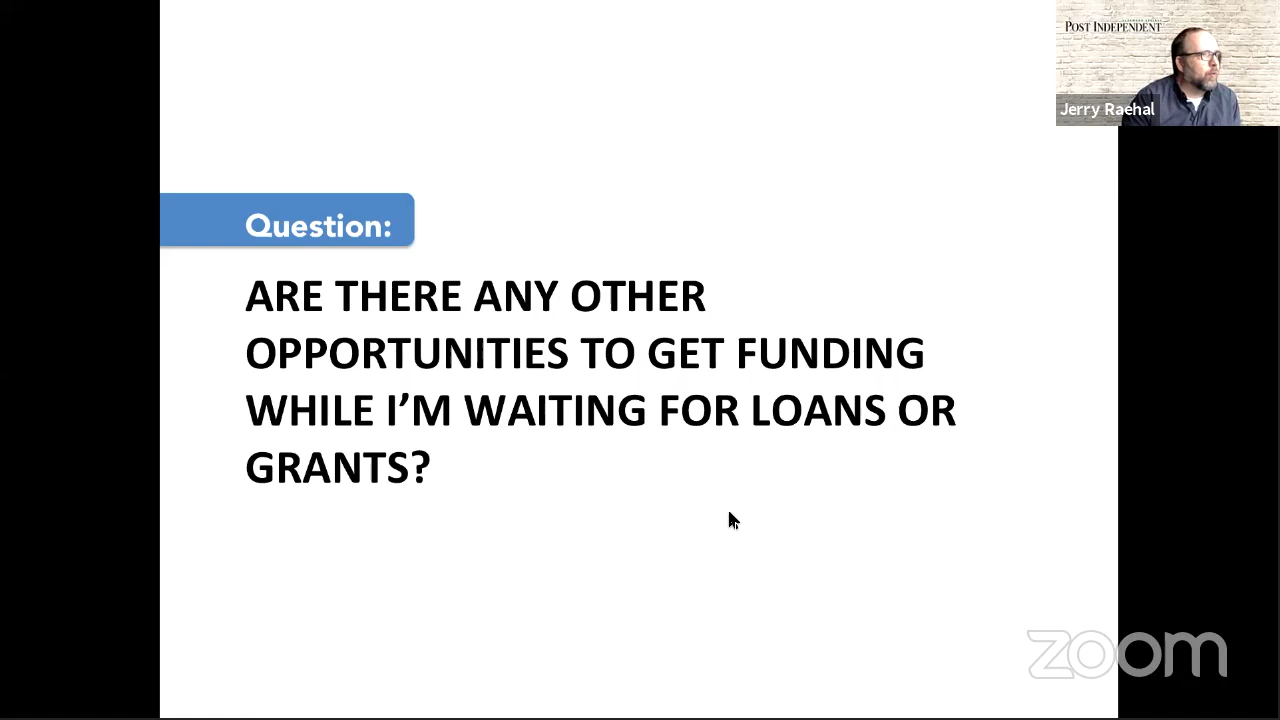 POST INDEPENDENT
Jerry Raehal
Question:
ARE THERE ANY OTHER
OPPORTUNITIES TO GET FUNDING
WHILE I’M WAITING FOR LOANS OR
GRANTS?
zoom